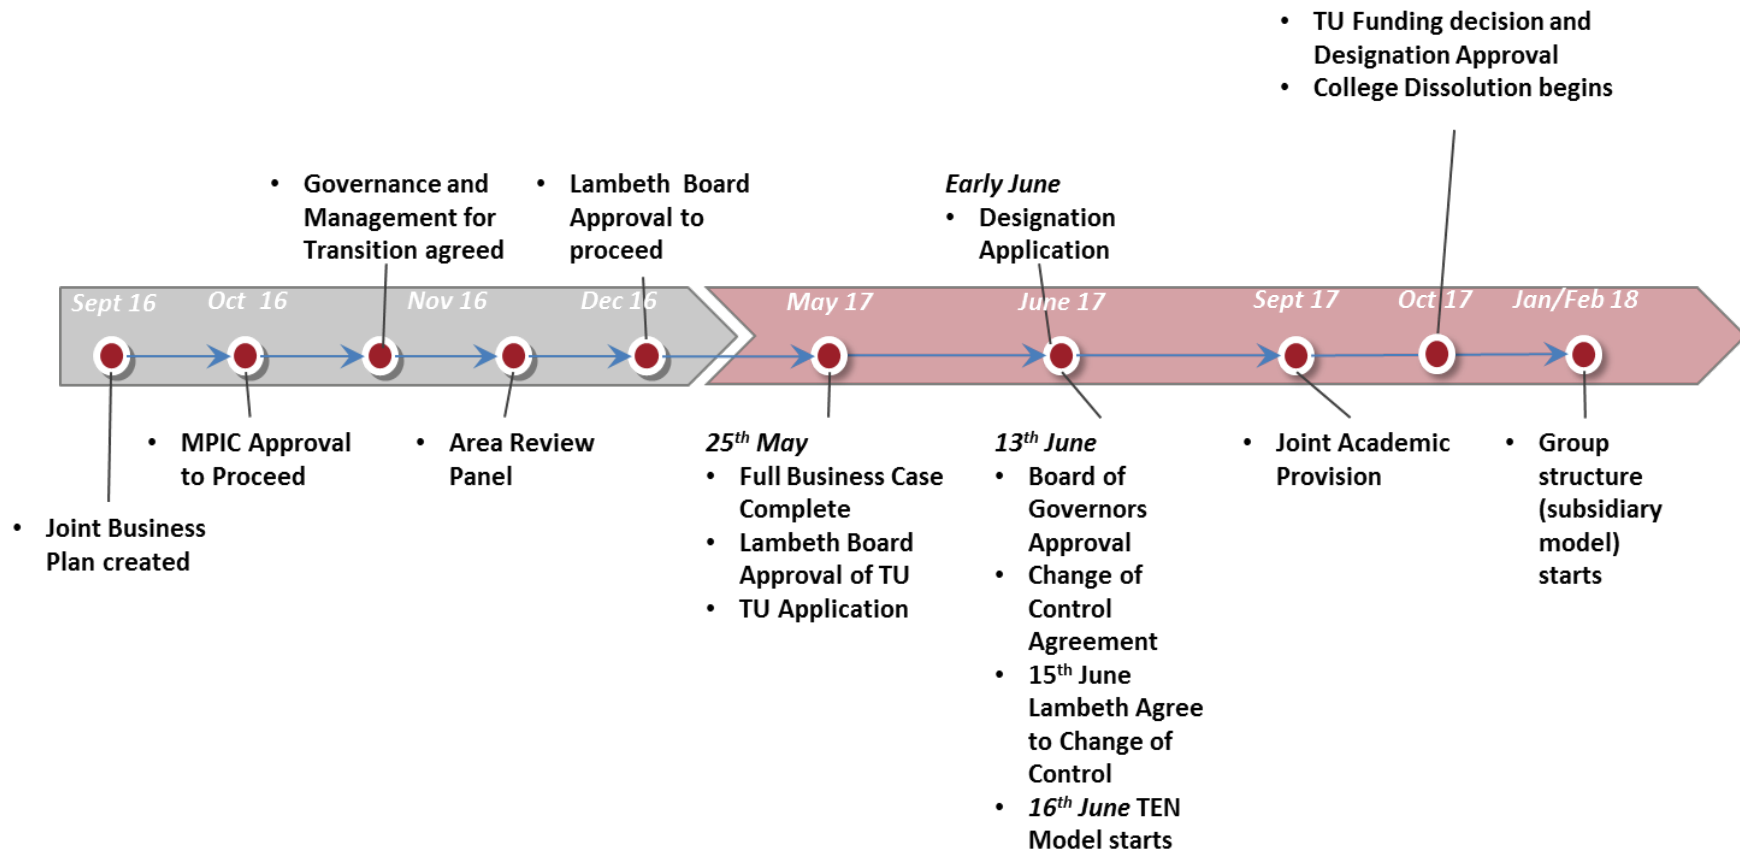 • TU Funding decision and
Designation Approval
• College Dissolution begins
• Governance and
Management for
Transition agreed
• Lambeth Board
Approval to
proceed
Early June
• Designation
Application
Sept 16
Oct 16
Nov 16
Dec 16
May 17
June 17
Sept 17
Oct 17
Jan/Feb 18
• Joint Business
Plan created
• MPIC Approval
to Proceed
• Area Review
Panel
25th May
• Full Business Case
Complete
• Lambeth Board
Approval of TU
• TU Application
13th June
• Board of
Governors
Approval
• Change of
Control
Agreement
• 15th June
Lambeth Agree
to Change of
Control
• 16th June TEN
Model starts
• Joint Academic
Provision
• Group
structure
(subsidiary
model)
starts